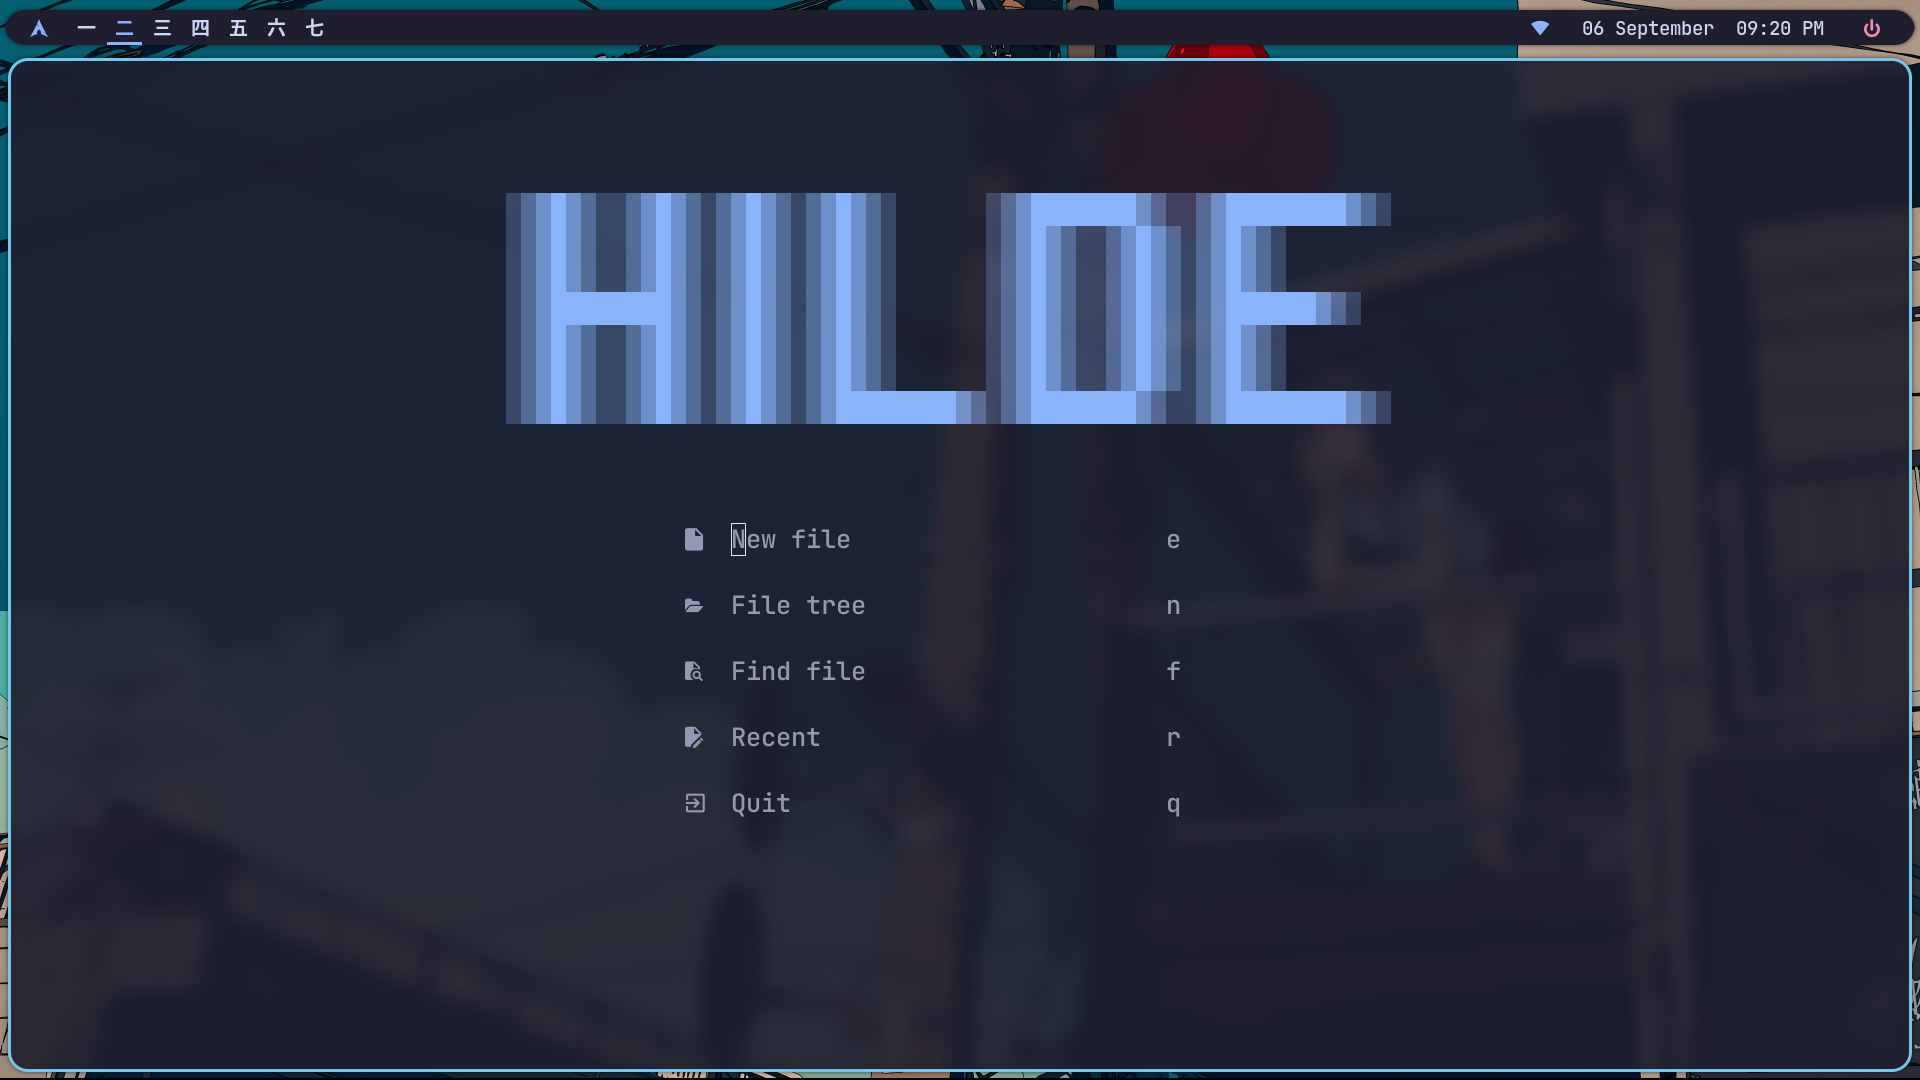 一 二 三 四 五 六 七 06 September 09:20 PM
HILDE
New file e
File tree n
Find file f
Recent r
Quit q